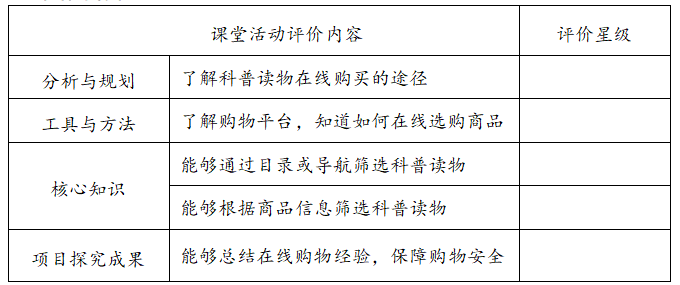 课堂活动评价内容 评价星级
分析与规划 了解科普读物在线购买的途径
工具与方法 了解购物平台，知道如何在线选购商品
核心知识 能够通过目录或导航筛选科普读物
能够根据商品信息筛选科普读物
项目探究成果 能够总结在线购物经验，保障购物安全